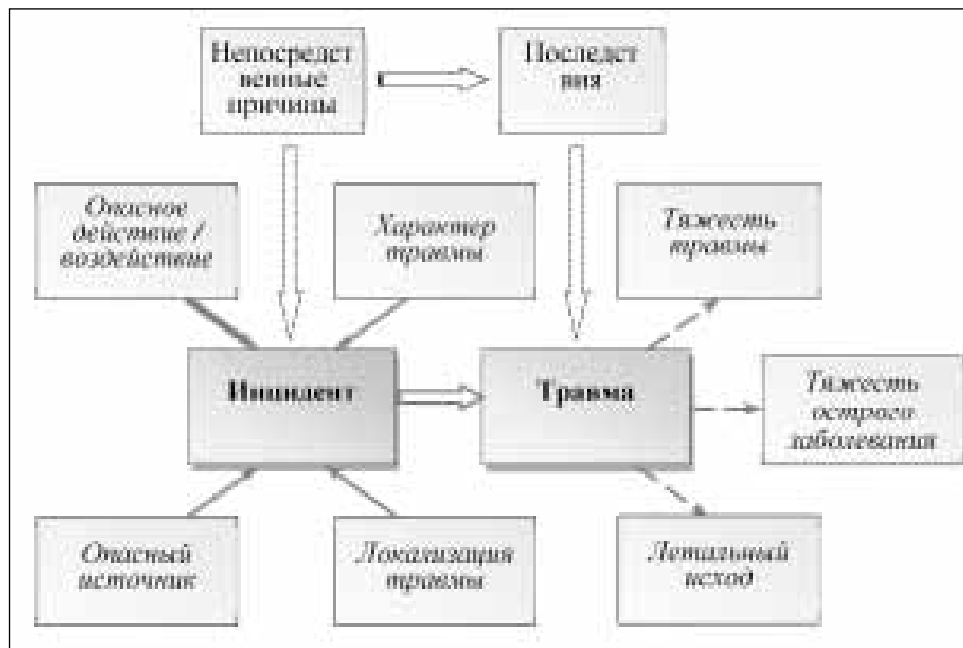 Непосредст
венные
причины
Последст
вия
Опасное
действие /
воздействие
Характер
травмы
Тяжесть
травмы
Инцидент
Травма
Тяжесть
острого
заболевания
Опасный
источник
Локализация
травмы
Летальный
исход